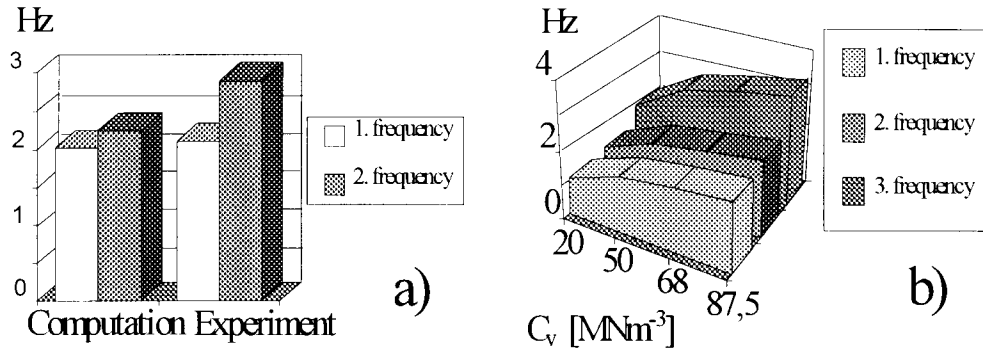 Hz
3
2
1
0
Computation Experiment
1. frequency
2. frequency
a)
Hz
4
2
0
20
50
68
87,5
C_v [MNm⁻³]
1. frequency
2. frequency
3. frequency
b)